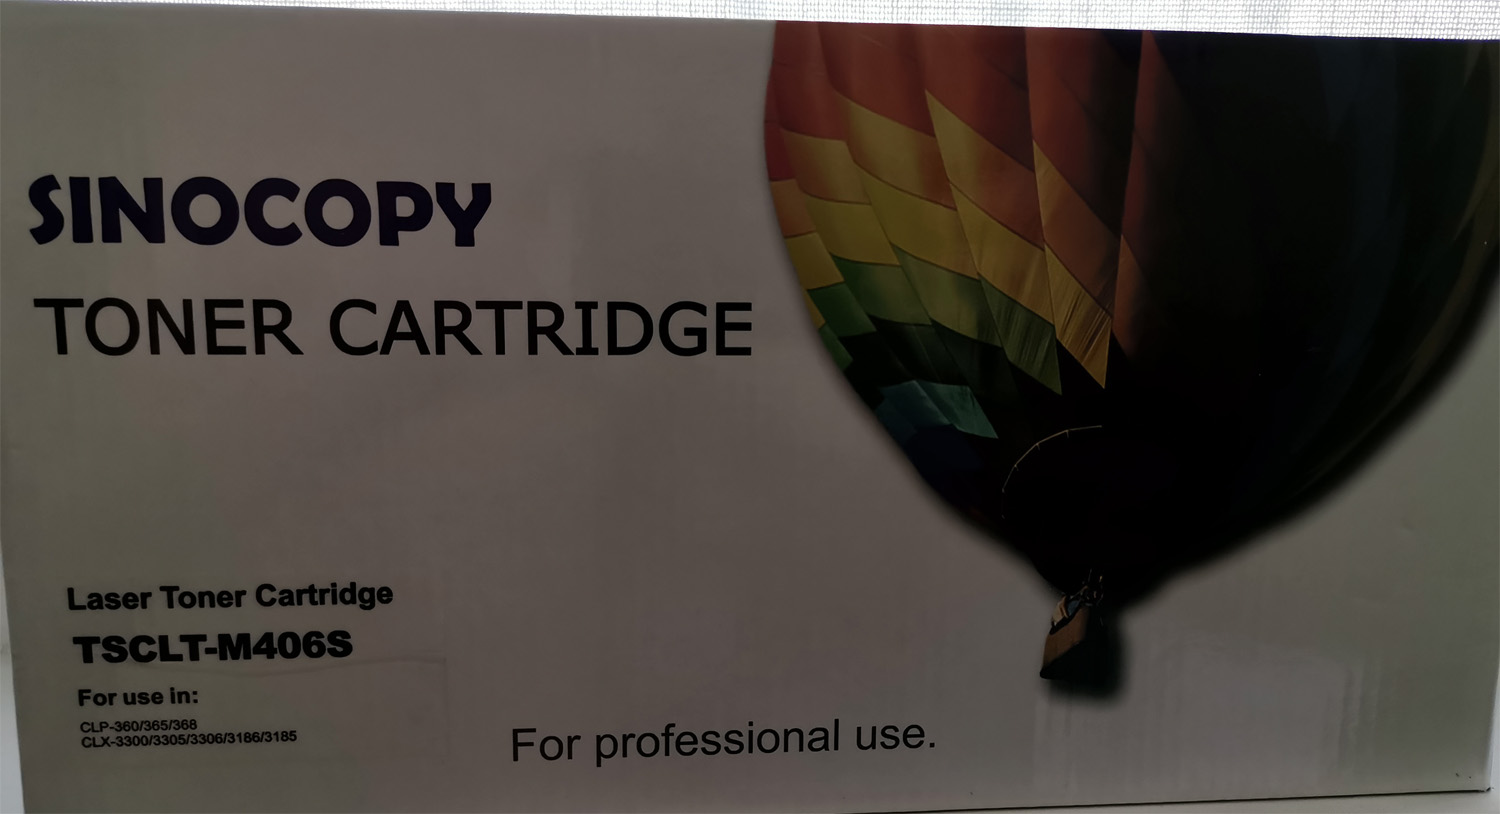 SINOCOPY
TONER CARTRIDGE
Laser Toner Cartridge
TSCLT-M406S
For use in:
CLP-360/365/368
CLX-3300/3305/3306/3186/3185
For professional use.